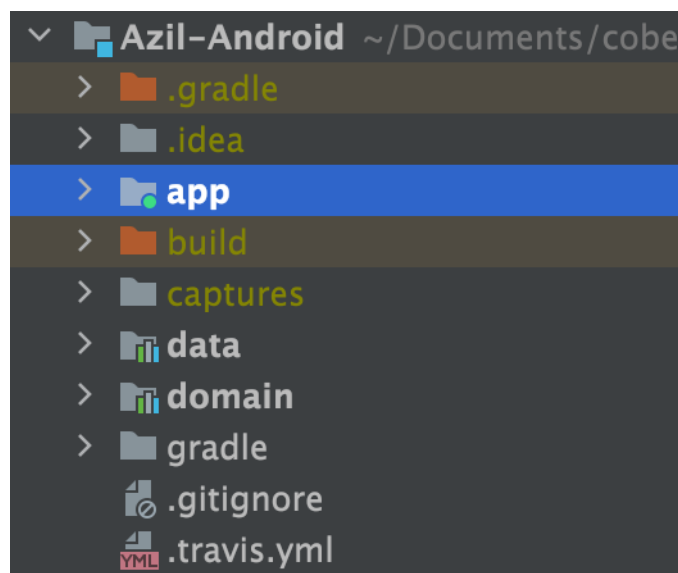 Azil-Android ~/Documents/cobe
.gradle
.idea
app
build
captures
data
domain
gradle
.gitignore
YML .travis.yml